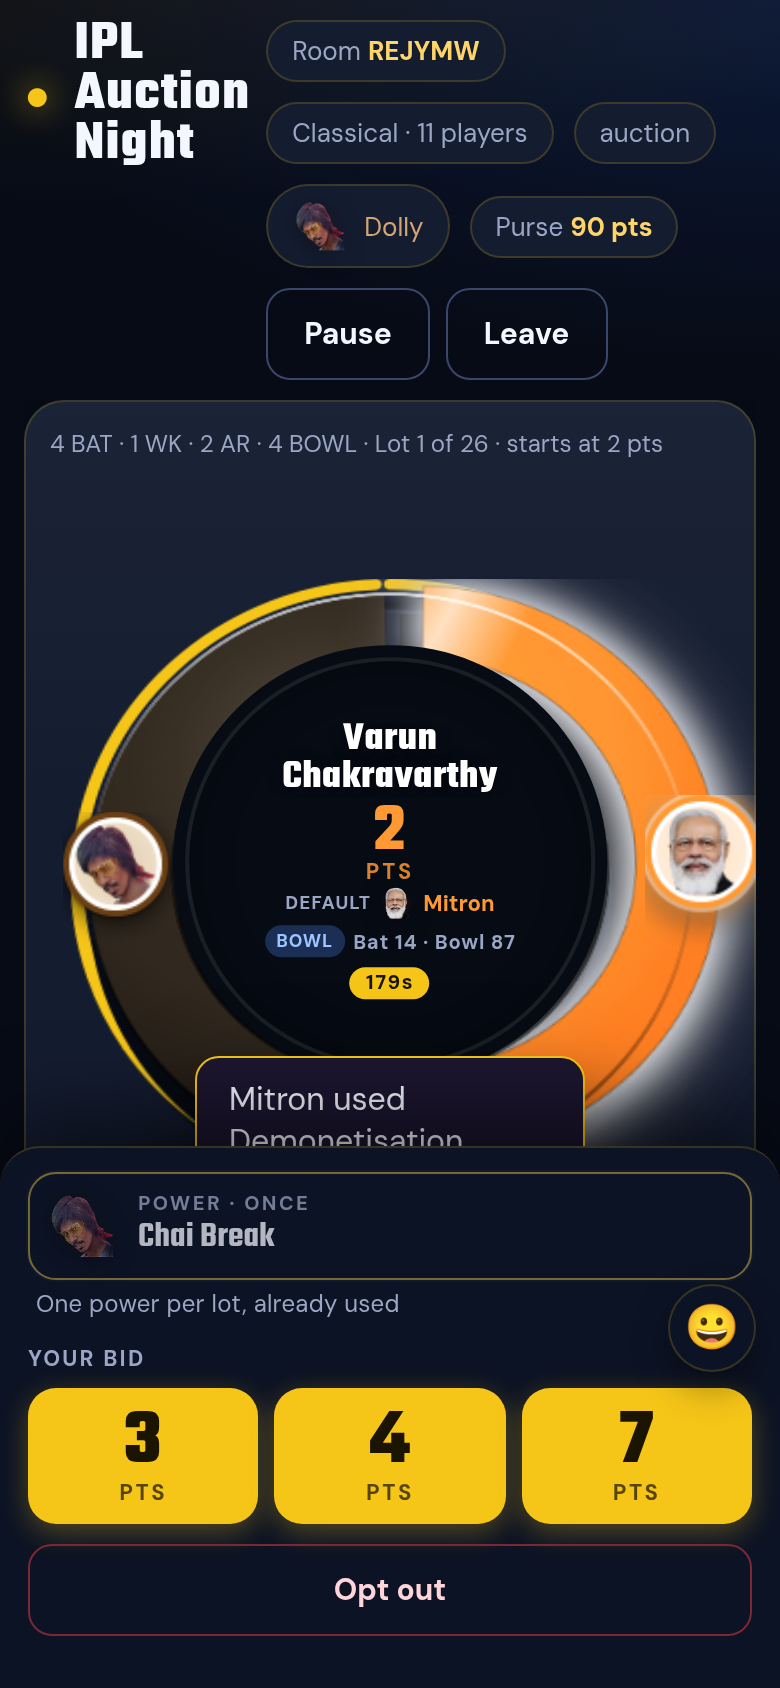 IPL
Auction
Night
Room REJYMW
Classical · 11 players
auction
Dolly
Purse 90 pts
Pause
Leave
4 BAT · 1 WK · 2 AR · 4 BOWL · Lot 1 of 26 · starts at 2 pts
Varun
Chakravarthy
2
PTS
DEFAULT Mitron
BOWL Bat 14 · Bowl 87
179s
Mitron used
Demonetisation
POWER · ONCE
Chai Break
One power per lot, already used
YOUR BID
3 4 7
PTS PTS PTS
Opt out